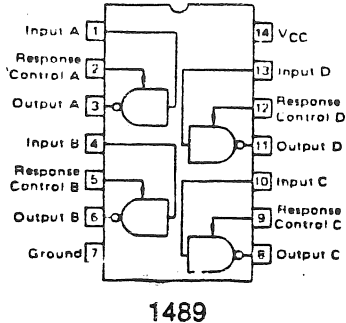 Input A 1
Response
Control A 2
Output A 3
Input B 4
Response
Control B 5
Output B 6
Ground 7
14 VCC
13 Input D
12 Response
Control D
11 Output D
10 Input C
9 Response
Control C
8 Output C
1489